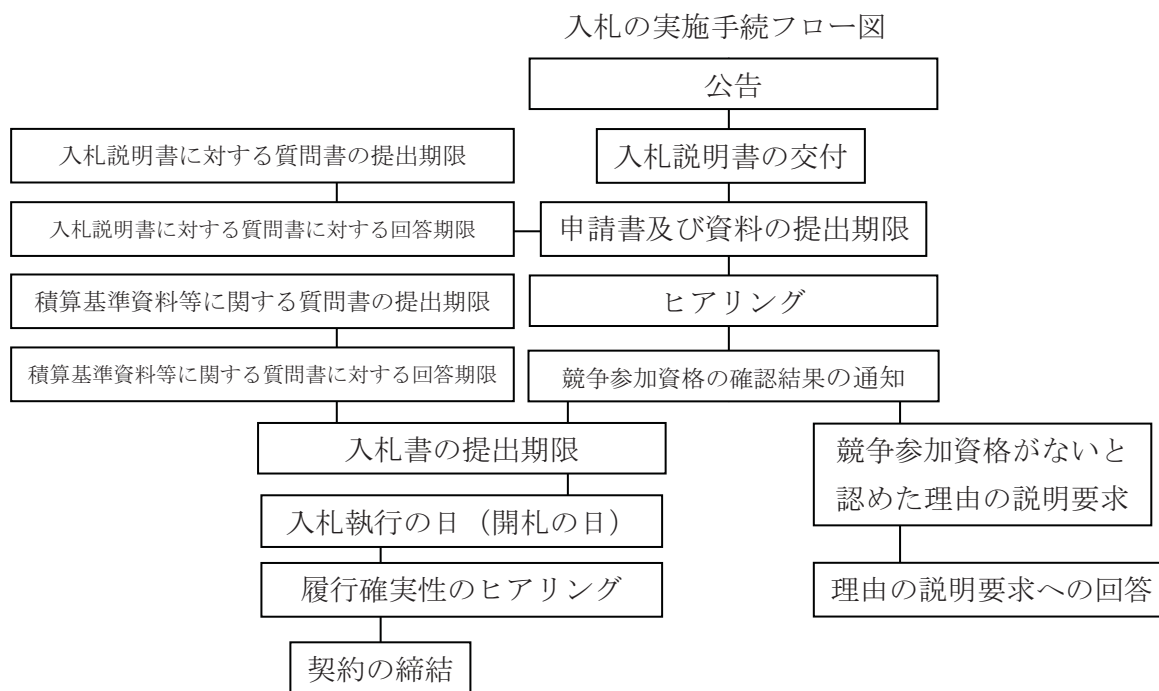 入札の実施手続フロー図
公告
入札説明書に対する質問書の提出期限
入札説明書の交付
入札説明書に対する質問書に対する回答期限
申請書及び資料の提出期限
積算基準資料等に関する質問書の提出期限
ヒアリング
積算基準資料等に関する質問書に対する回答期限
競争参加資格の確認結果の通知
入札書の提出期限
競争参加資格がないと
認めた理由の説明要求
入札執行の日（開札の日）
履行確実性のヒアリング
理由の説明要求への回答
契約の締結